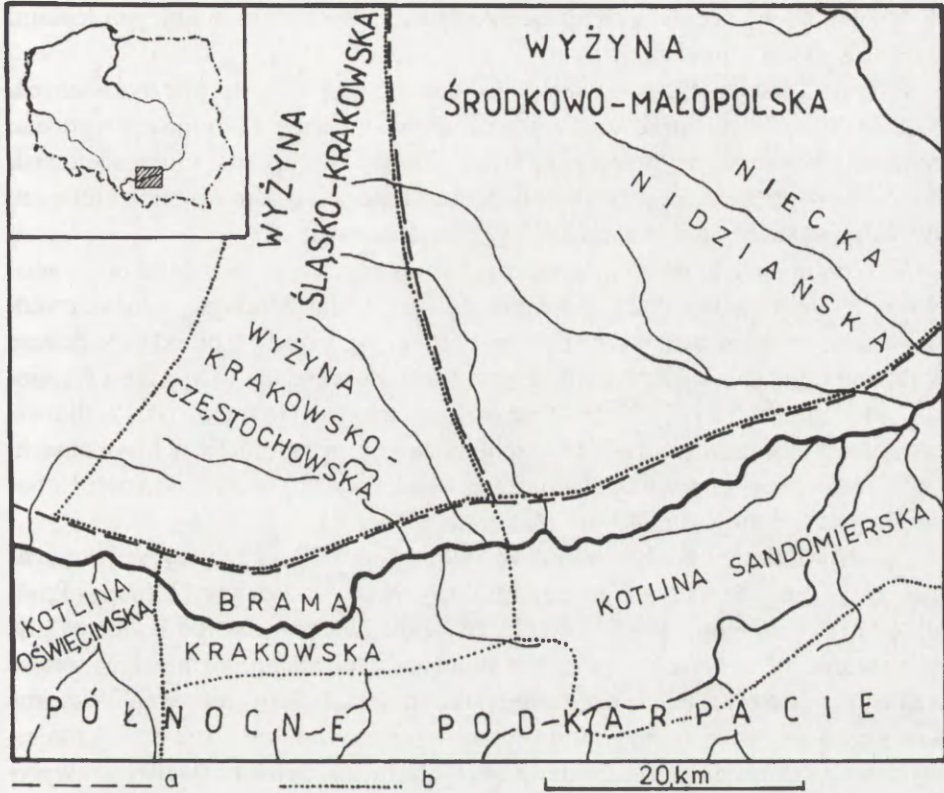 WYŻYNA
ŚLĄSKO-KRAKOWSKA
WYŻYNA
ŚRODKOWO-MAŁOPOLSKA
NIECKA
NIDZIAŃSKA
WYŻYNA
KRAKOWSKO
CZĘSTOCHOWSKA
KOTLINA
OŚWIĘCIMSKA
BRAMA
KRAKOWSKA
KOTLINA SANDOMIERSKA
PÓŁNOCNE PODKARPACIE
a
b
20 km